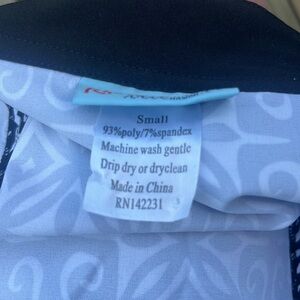 Small
93%poly/7%spandex
Machine wash gentle
Drip dry or dryclean
Made in China
RN142231